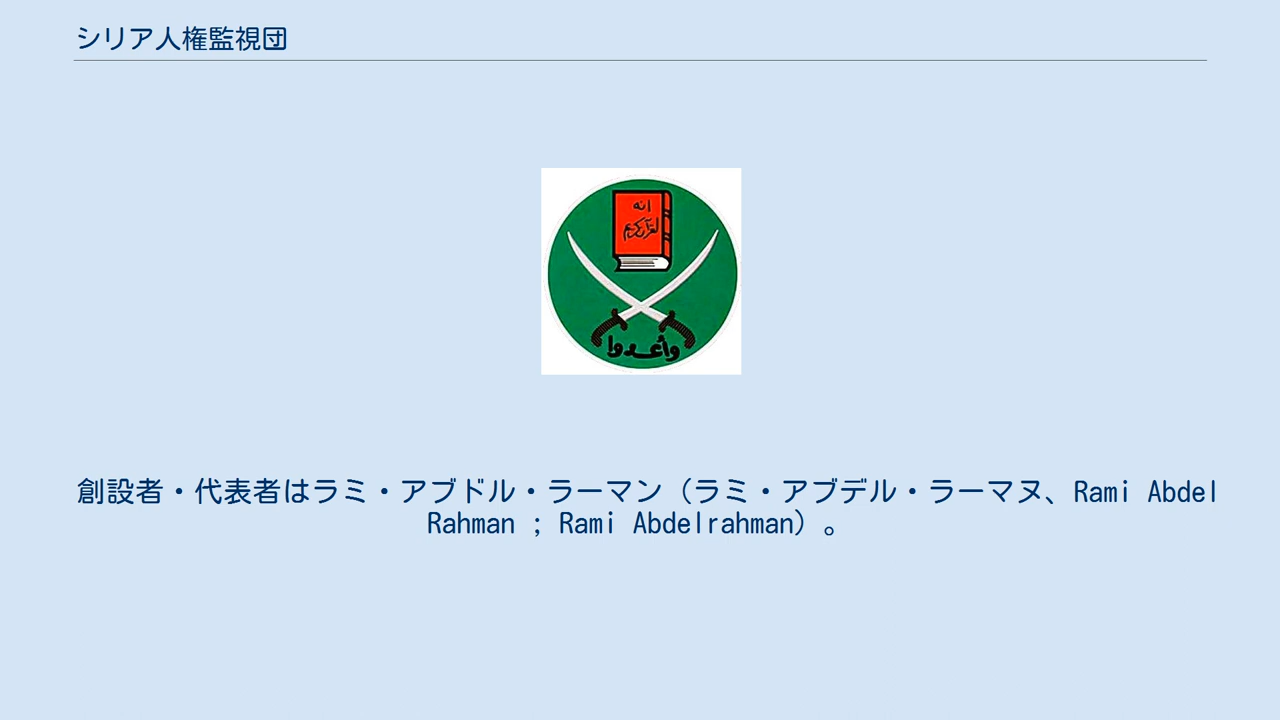 シリア人権監視団
انه
لقرآن كريم
وأعدوا
創設者・代表者はラミ・アブドル・ラーマン（ラミ・アブデル・ラーマヌ、Rami Abdel
Rahman ; Rami Abdelrahman）。